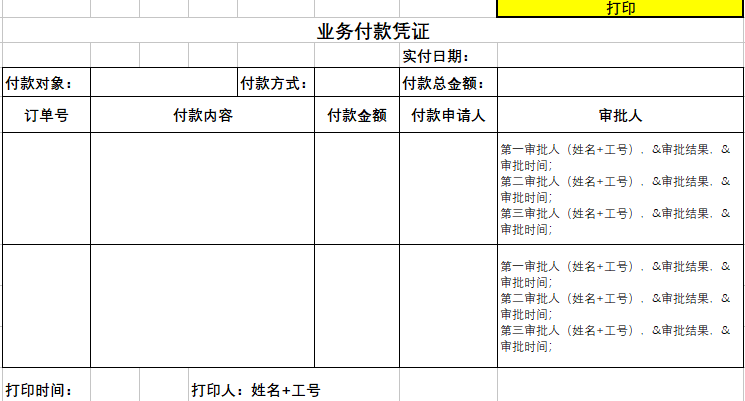 打印
业务付款凭证
实付日期：
付款对象： 付款方式： 付款总金额：
订单号 付款内容 付款金额 付款申请人 审批人
第一审批人（姓名+工号）、&审批结果、&
审批时间；
第二审批人（姓名+工号）、&审批结果、&
审批时间；
第三审批人（姓名+工号）、&审批结果、&
审批时间；
第一审批人（姓名+工号）、&审批结果、&
审批时间；
第二审批人（姓名+工号）、&审批结果、&
审批时间；
第三审批人（姓名+工号）、&审批结果、&
审批时间；
打印时间： 打印人：姓名+工号